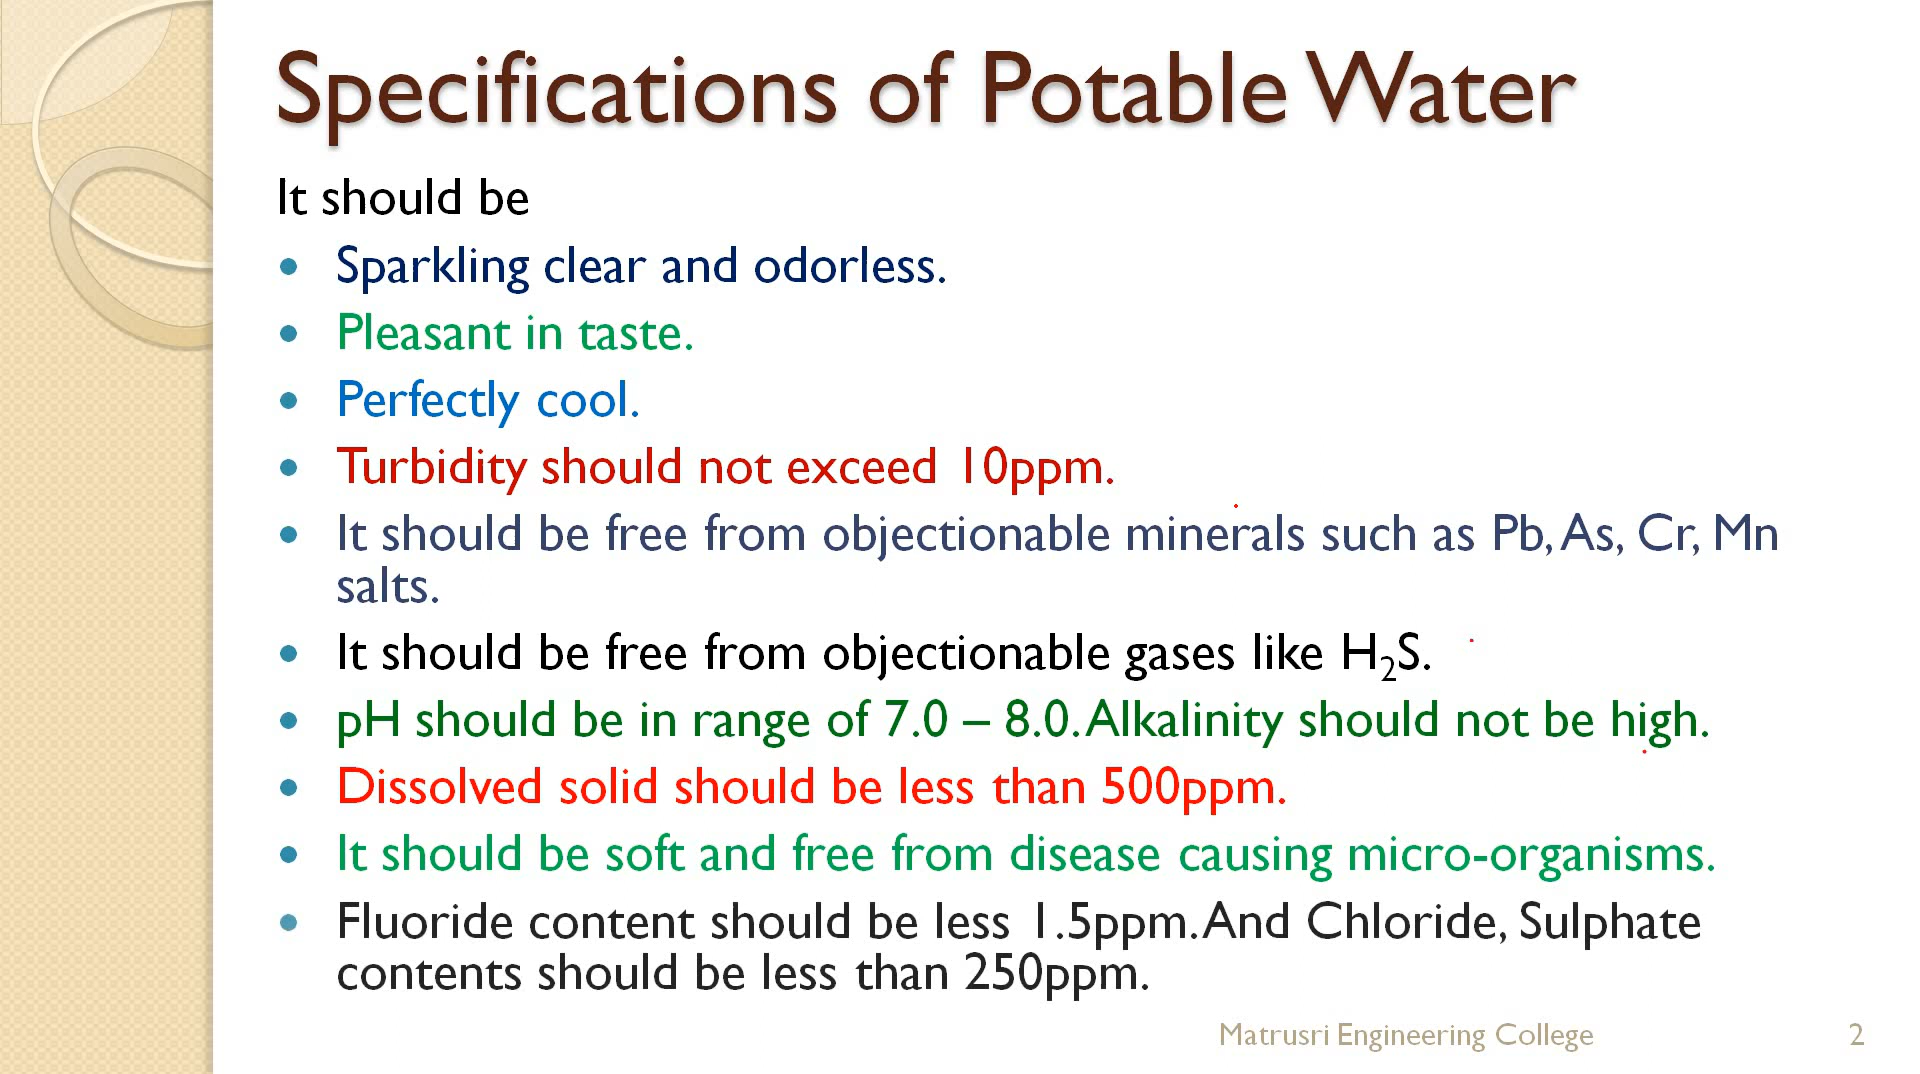 Specifications of Potable Water
It should be
• Sparkling clear and odorless.
• Pleasant in taste.
• Perfectly cool.
• Turbidity should not exceed 10ppm.
• It should be free from objectionable minerals such as Pb, As, Cr, Mn
salts.
• It should be free from objectionable gases like H₂S.
• pH should be in range of 7.0 – 8.0. Alkalinity should not be high.
• Dissolved solid should be less than 500ppm.
• It should be soft and free from disease causing micro-organisms.
• Fluoride content should be less 1.5ppm. And Chloride, Sulphate
contents should be less than 250ppm.
Matrusri Engineering College 2